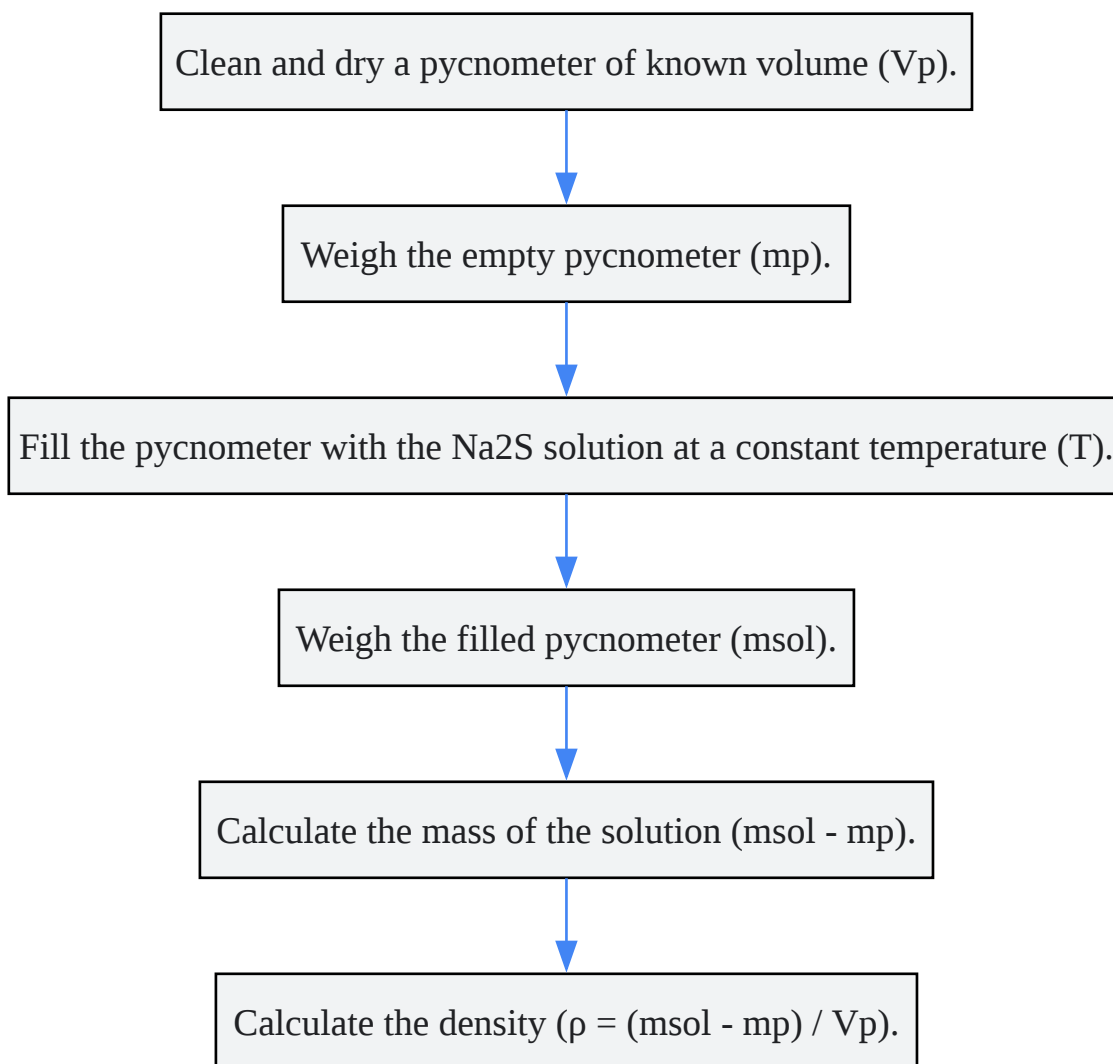 Clean and dry a pycnometer of known volume (Vp).
Weigh the empty pycnometer (mp).
Fill the pycnometer with the Na2S solution at a constant temperature (T).
Weigh the filled pycnometer (msol).
Calculate the mass of the solution (msol - mp).
Calculate the density (ρ = (msol - mp) / Vp).